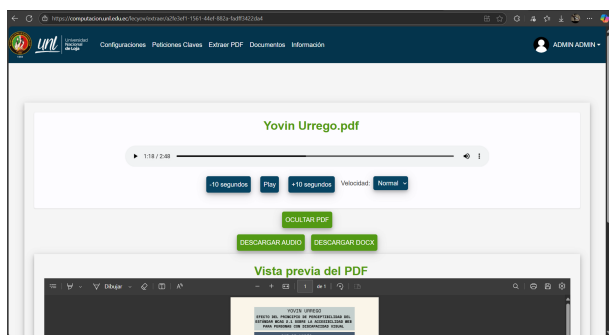 https://computacion.unl.edu.ec/lecyov/extraer/a2fe3ef1-1561-44ef-882a-fadff3422da4
unl
Universidad
Nacional
de Loja
Configuraciones Peticiones Claves Extraer PDF Documentos Información
ADMIN ADMIN
Yovin Urrego.pdf
1:18 / 2:48
-10 segundos Play +10 segundos Velocidad: Normal
OCULTAR PDF
DESCARGAR AUDIO DESCARGAR DOCX
Vista previa del PDF
Dibujar 1 de 1
YOVIN URREGO
EFECTO DEL PRINCIPIO DE PERCEPTIBILIDAD DEL
ESTÁNDAR WCAG 2.1 SOBRE LA ACCESIBILIDAD WEB
PARA PERSONAS CON DISCAPACIDAD VISUAL